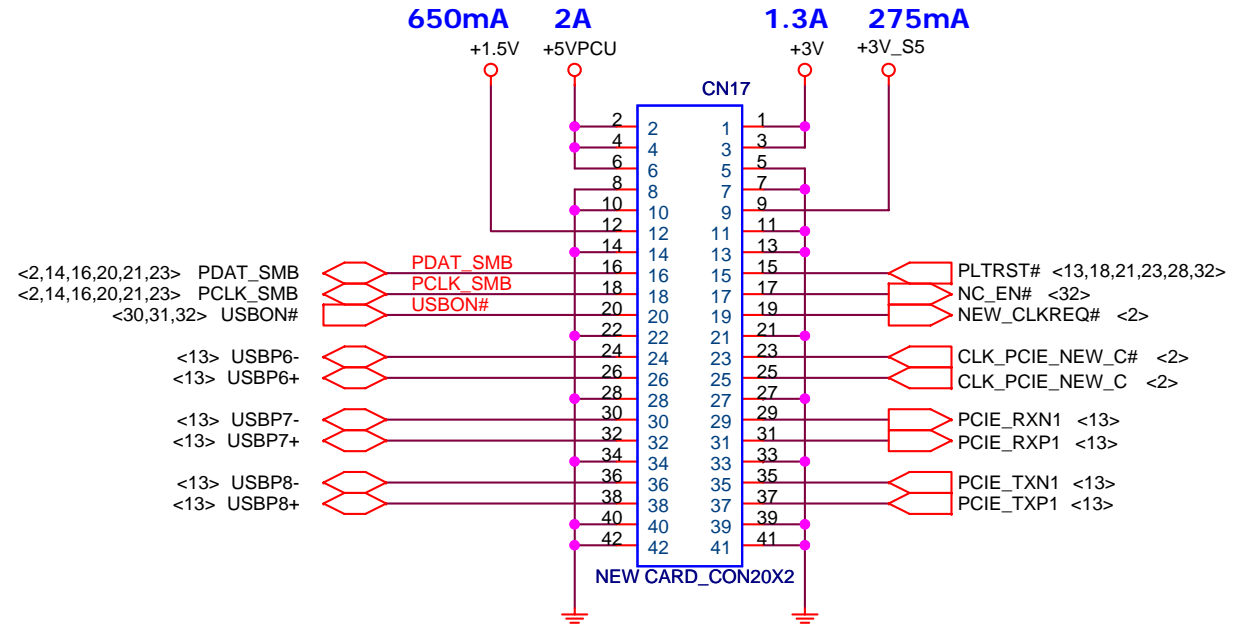 650mA 2A 1.3A 275mA
+1.5V +5VPCU +3V +3V_S5
CN17
2 2 1 1
4 4 3 3
6 6 5 5
8 8 7 7
10 10 9 9
12 12 11 11
14 14 13 13
<2,14,16,20,21,23> PDAT_SMB PDAT_SMB 16 16 15 15 PLTRST# <13,18,21,23,28,32>
<2,14,16,20,21,23> PCLK_SMB PCLK_SMB 18 18 17 17 NC_EN# <32>
<30,31,32> USBON# USBON# 20 20 19 19 NEW_CLKREQ# <2>
22 22 21 21
<13> USBP6- 24 24 23 23 CLK_PCIE_NEW_C# <2>
<13> USBP6+ 26 26 25 25 CLK_PCIE_NEW_C <2>
28 28 27 27
<13> USBP7- 30 30 29 29 PCIE_RXN1 <13>
<13> USBP7+ 32 32 31 31 PCIE_RXP1 <13>
34 34 33 33
<13> USBP8- 36 36 35 35 PCIE_TXN1 <13>
<13> USBP8+ 38 38 37 37 PCIE_TXP1 <13>
40 40 39 39
42 42 41 41
NEW CARD_CON20X2